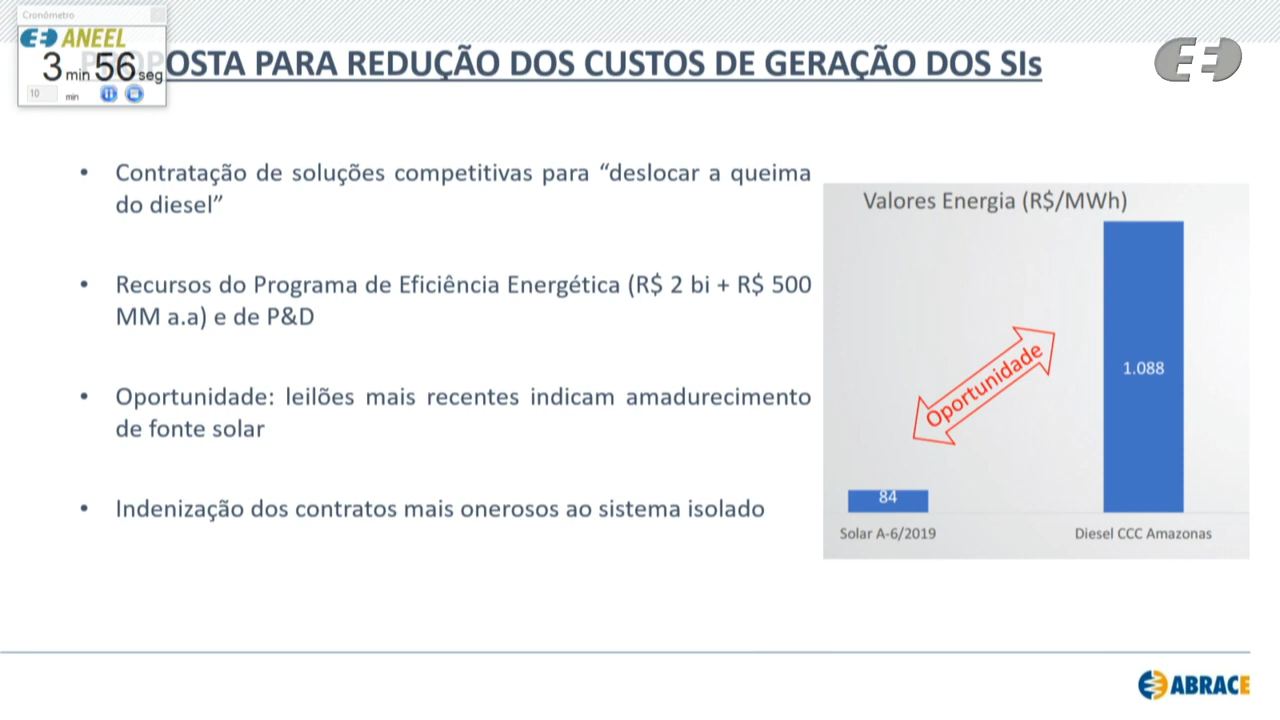 Cronômetro
ANEEL
3 min 56 seg
10 min
OSTA PARA REDUÇÃO DOS CUSTOS DE GERAÇÃO DOS SIs
• Contratação de soluções competitivas para “deslocar a queima
do diesel”
• Recursos do Programa de Eficiência Energética (R$ 2 bi + R$ 500
MM a.a) e de P&D
• Oportunidade: leilões mais recentes indicam amadurecimento
de fonte solar
• Indenização dos contratos mais onerosos ao sistema isolado
Valores Energia (R$/MWh)
1.088
Oportunidade
84
Solar A-6/2019
Diesel CCC Amazonas
ABRACE